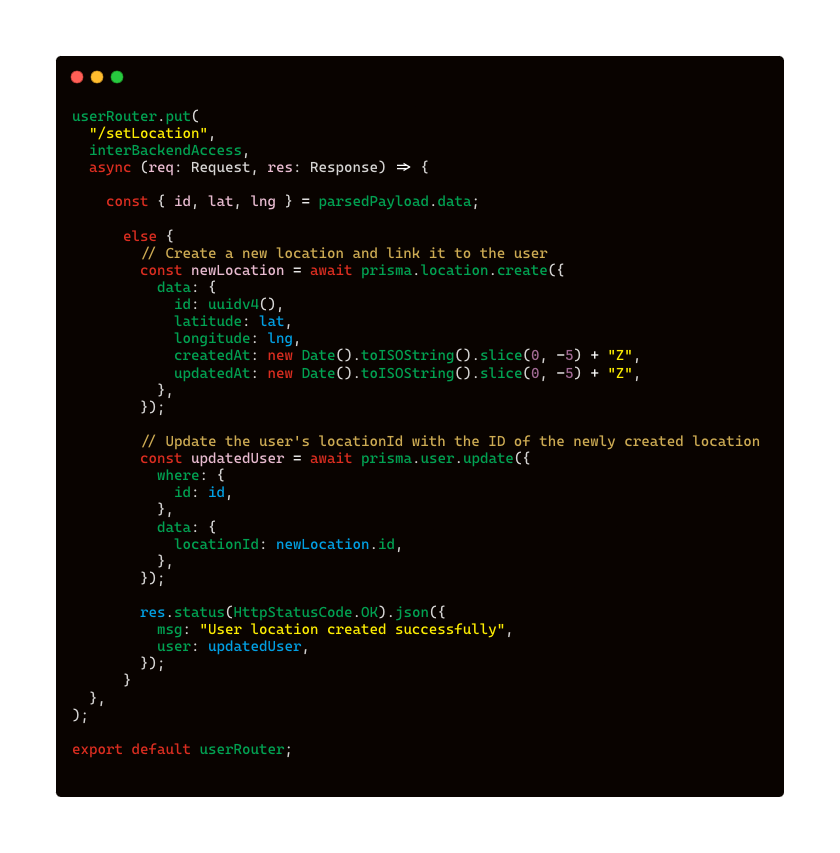 userRouter.put(
"/setLocation",
interBackendAccess,
async (req: Request, res: Response) => {
const { id, lat, lng } = parsedPayload.data;
else {
// Create a new location and link it to the user
const newLocation = await prisma.location.create({
data: {
id: uuidv4(),
latitude: lat,
longitude: lng,
createdAt: new Date().toISOString().slice(0, -5) + "Z",
updatedAt: new Date().toISOString().slice(0, -5) + "Z",
},
});
// Update the user's locationId with the ID of the newly created location
const updatedUser = await prisma.user.update({
where: {
id: id,
},
data: {
locationId: newLocation.id,
},
});
res.status(HttpStatusCode.OK).json({
msg: "User location created successfully",
user: updatedUser,
});
}
},
);
export default userRouter;